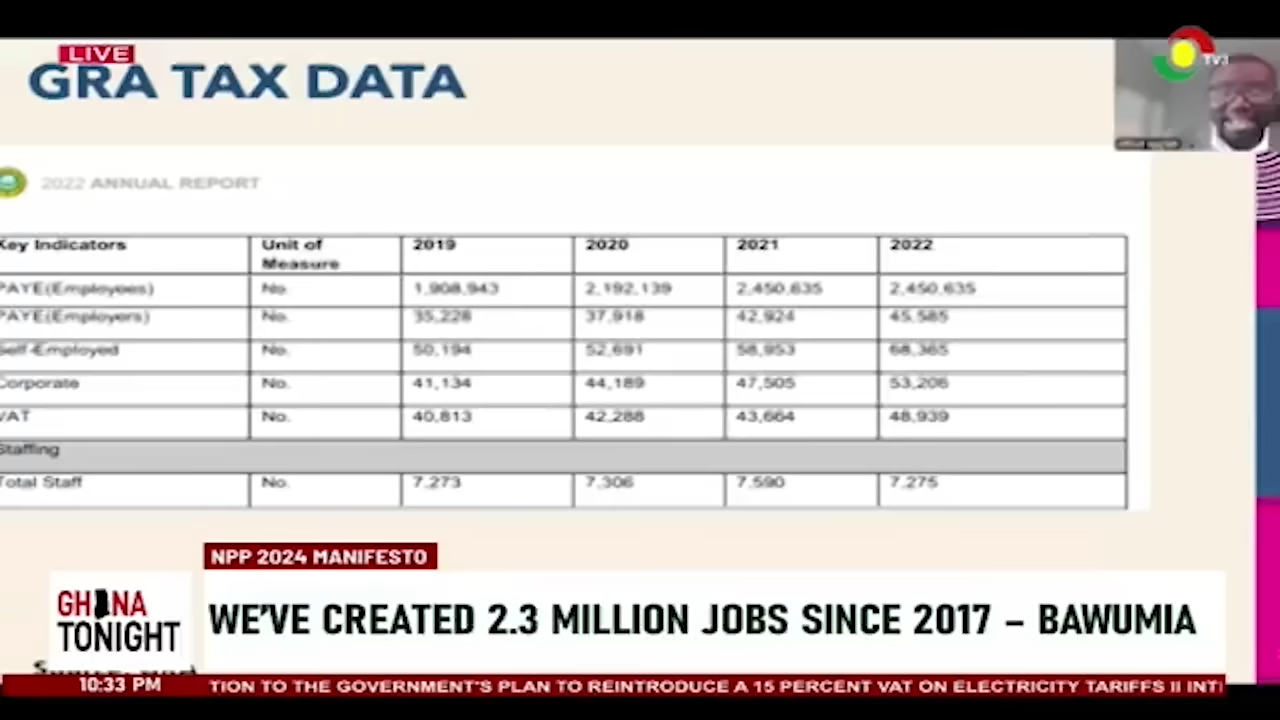 LIVE
GRA TAX DATA
TV3
2022 ANNUAL REPORT
Key Indicators Unit of Measure 2019 2020 2021 2022
PAYE(Employees) No. 1,908,943 2,192,139 2,450,635 2,450,635
PAYE(Employers) No. 35,228 37,918 42,924 45,585
Self-Employed No. 50,194 52,691 58,953 68,365
Corporate No. 41,134 44,189 47,505 53,206
VAT No. 40,813 42,288 43,664 48,939
Staffing
Total Staff No. 7,273 7,306 7,590 7,275
NPP 2024 MANIFESTO
GHANA
TONIGHT
WE'VE CREATED 2.3 MILLION JOBS SINCE 2017 – BAWUMIA
10:33 PM
TION TO THE GOVERNMENT'S PLAN TO REINTRODUCE A 15 PERCENT VAT ON ELECTRICITY TARIFFS II INT